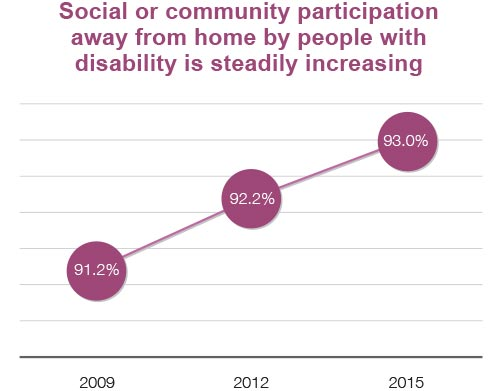 Social or community participation
away from home by people with
disability is steadily increasing
93.0%
92.2%
91.2%
2009 2012 2015